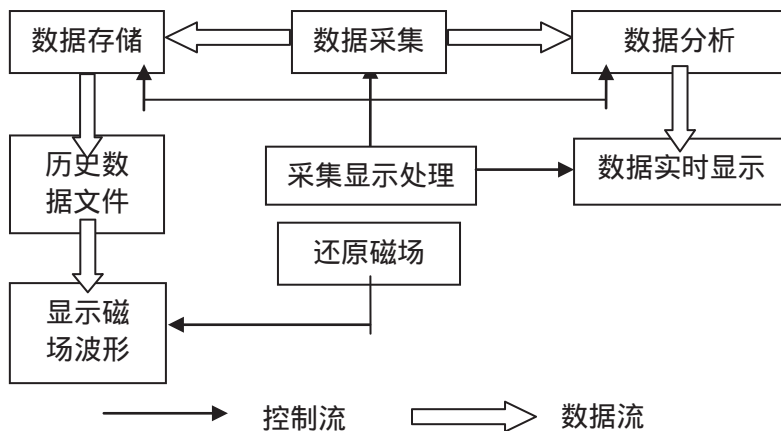 数据存储
数据采集
数据分析
历史数
据文件
采集显示处理
数据实时显示
还原磁场
显示磁
场波形
控制流
数据流